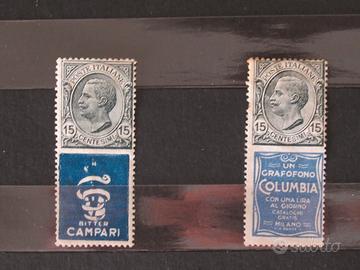 POSTE ITALIANE
15 15
CENTESIMI
BITTER
CAMPARI
POSTE ITALIANE
15 15
CENTESIMI
UN
GRAFOFONO
COLUMBIA
CON UNA LIRA
AL GIORNO
CATALOGHI
GRATIS
MILANO
subito